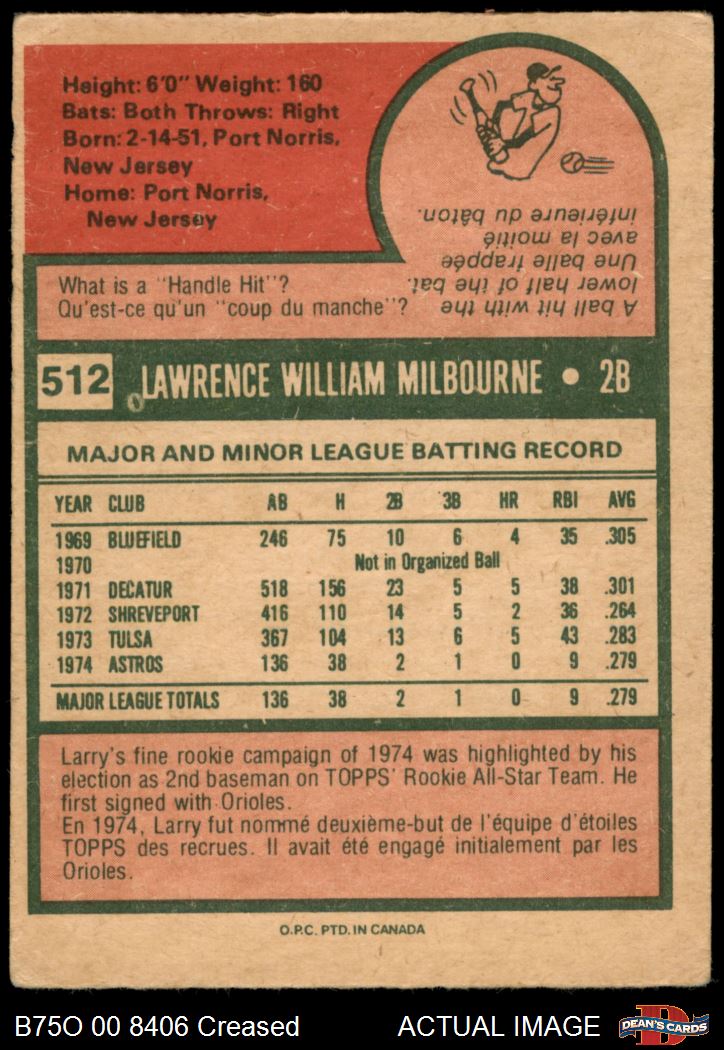 Height: 6'0" Weight: 160
Bats: Both Throws: Right
Born: 2-14-51, Port Norris,
New Jersey
Home: Port Norris,
New Jersey
What is a "Handle Hit"?
Qu'est-ce qu'un "coup du manche"?
A ball hit with the
lower half of the bat.
Une balle frappée
avec la moitié
inférieure du bâton.
512 LAWRENCE WILLIAM MILBOURNE • 2B
MAJOR AND MINOR LEAGUE BATTING RECORD
YEAR CLUB AB H 2B 3B HR RBI AVG
1969 BLUEFIELD 246 75 10 6 4 35 .305
1970 Not in Organized Ball
1971 DECATUR 518 156 23 5 5 38 .301
1972 SHREVEPORT 416 110 14 5 2 36 .264
1973 TULSA 367 104 13 6 5 43 .283
1974 ASTROS 136 38 2 1 0 9 .279
MAJOR LEAGUE TOTALS 136 38 2 1 0 9 .279
Larry's fine rookie campaign of 1974 was highlighted by his
election as 2nd baseman on TOPPS' Rookie All-Star Team. He
first signed with Orioles.
En 1974, Larry fut nommé deuxième-but de l'équipe d'étoiles
TOPPS des recrues. Il avait été engagé initialement par les
Orioles.
O.P.C. PTD. IN CANADA
B75O 00 8406 Creased ACTUAL IMAGE
D
DEAN'S CARDS